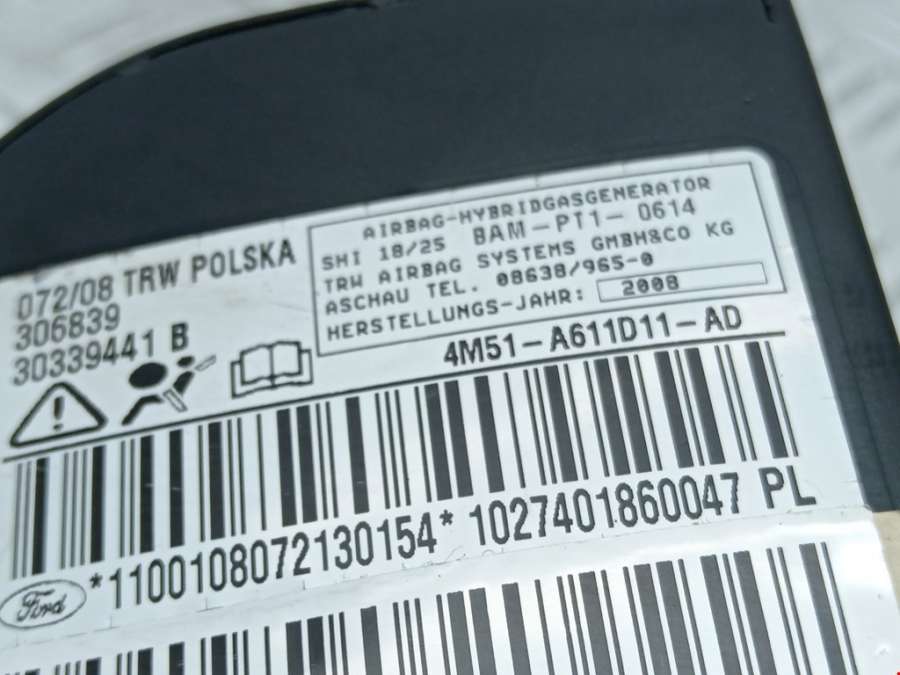 072/08 TRW POLSKA
306839
30339441 B
AIRBAG-HYBRIDGASGENERATOR
SHI 18/25 BAM-PT1-0614
TRW AIRBAG SYSTEMS GMBH&CO KG
ASCHAU TEL. 08638/965-0
HERSTELLUNGS-JAHR: 2008
4M51-A611D11-AD
*1100108072130154* 1027401860047 PL
Ford